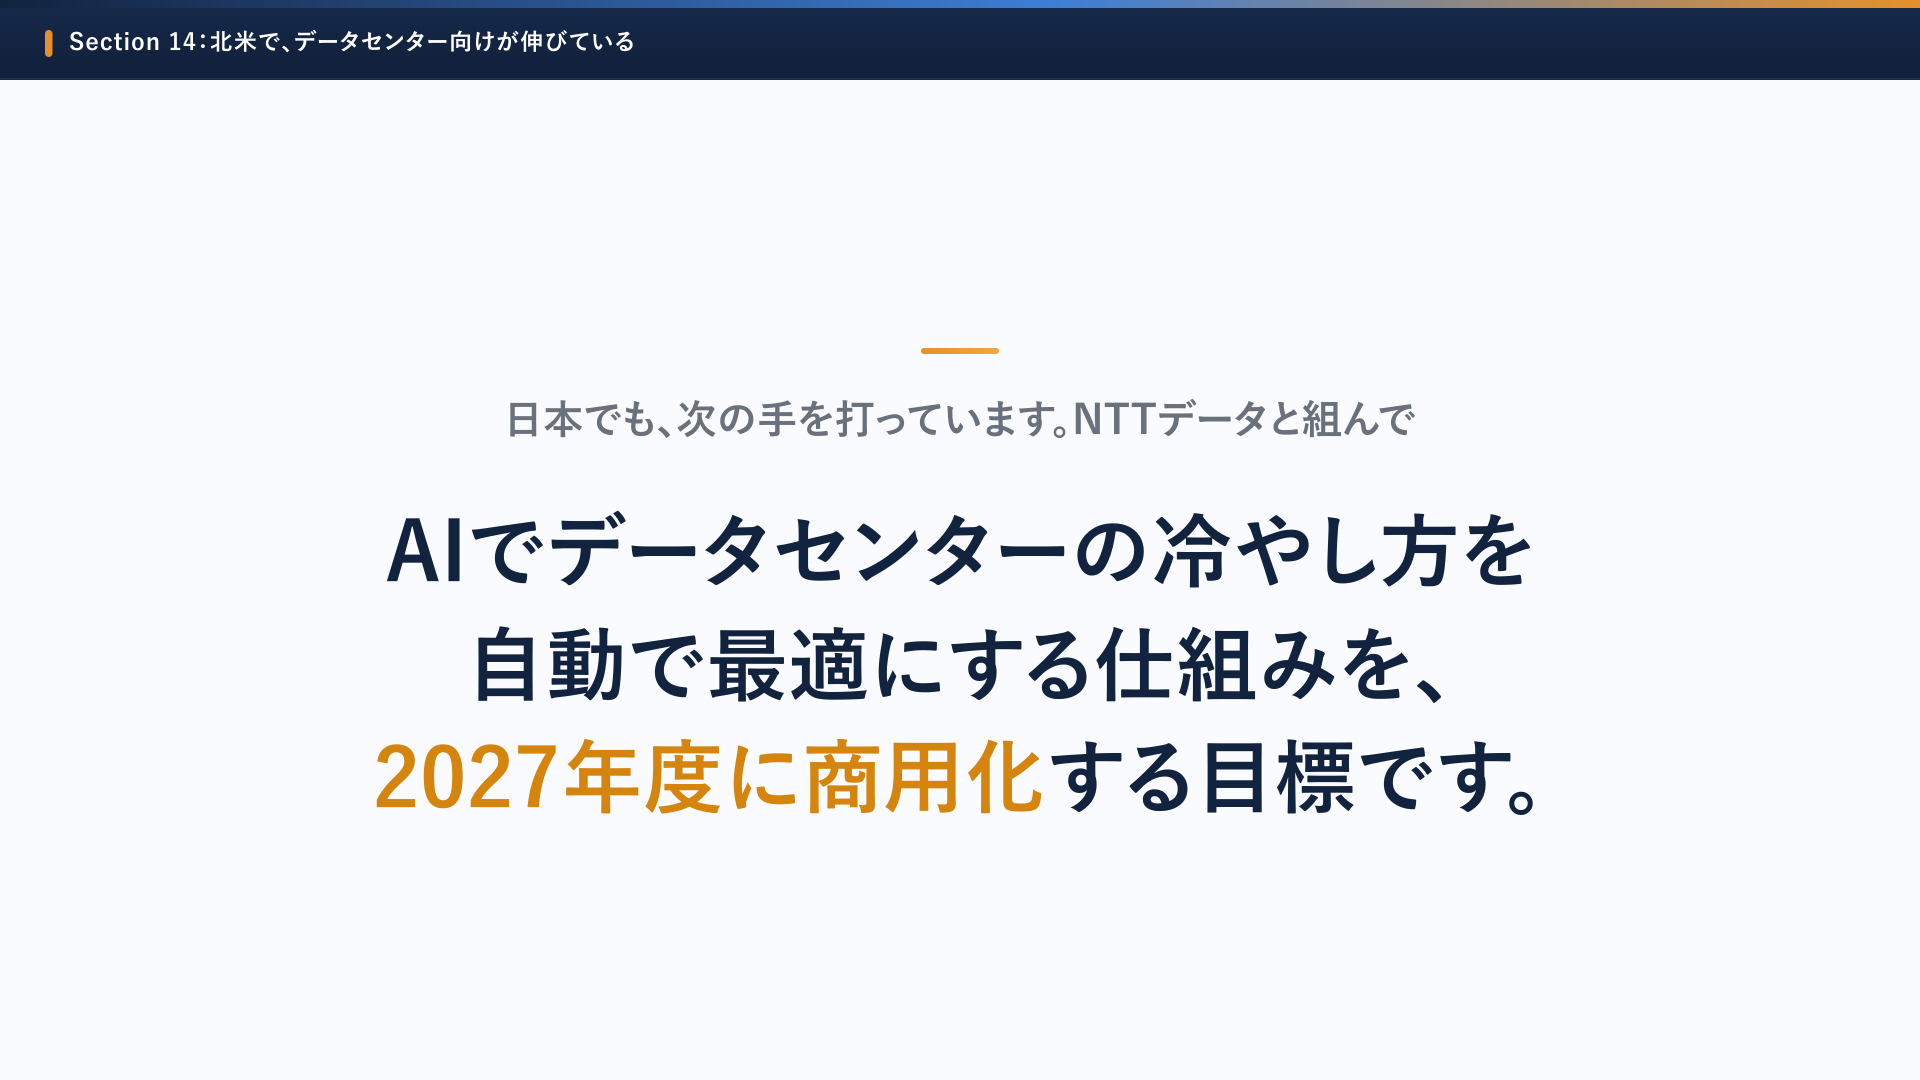 Section 14：北米で、データセンター向けが伸びている
日本でも、次の手を打っています。NTTデータと組んで
AIでデータセンターの冷やし方を
自動で最適にする仕組みを、
2027年度に商用化する目標です。